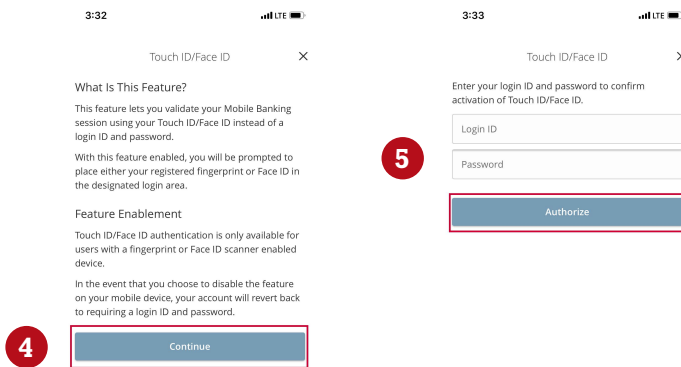 3:32
LTE
Touch ID/Face ID
What Is This Feature?
This feature lets you validate your Mobile Banking
session using your Touch ID/Face ID instead of a
login ID and password.
With this feature enabled, you will be prompted to
place either your registered fingerprint or Face ID in
the designated login area.
Feature Enablement
Touch ID/Face ID authentication is only available for
users with a fingerprint or Face ID scanner enabled
device.
In the event that you choose to disable the feature
on your mobile device, your account will revert back
to requiring a login ID and password.
4
Continue
3:33
LTE
Touch ID/Face ID
Enter your login ID and password to confirm
activation of Touch ID/Face ID.
Login ID
5
Password
Authorize